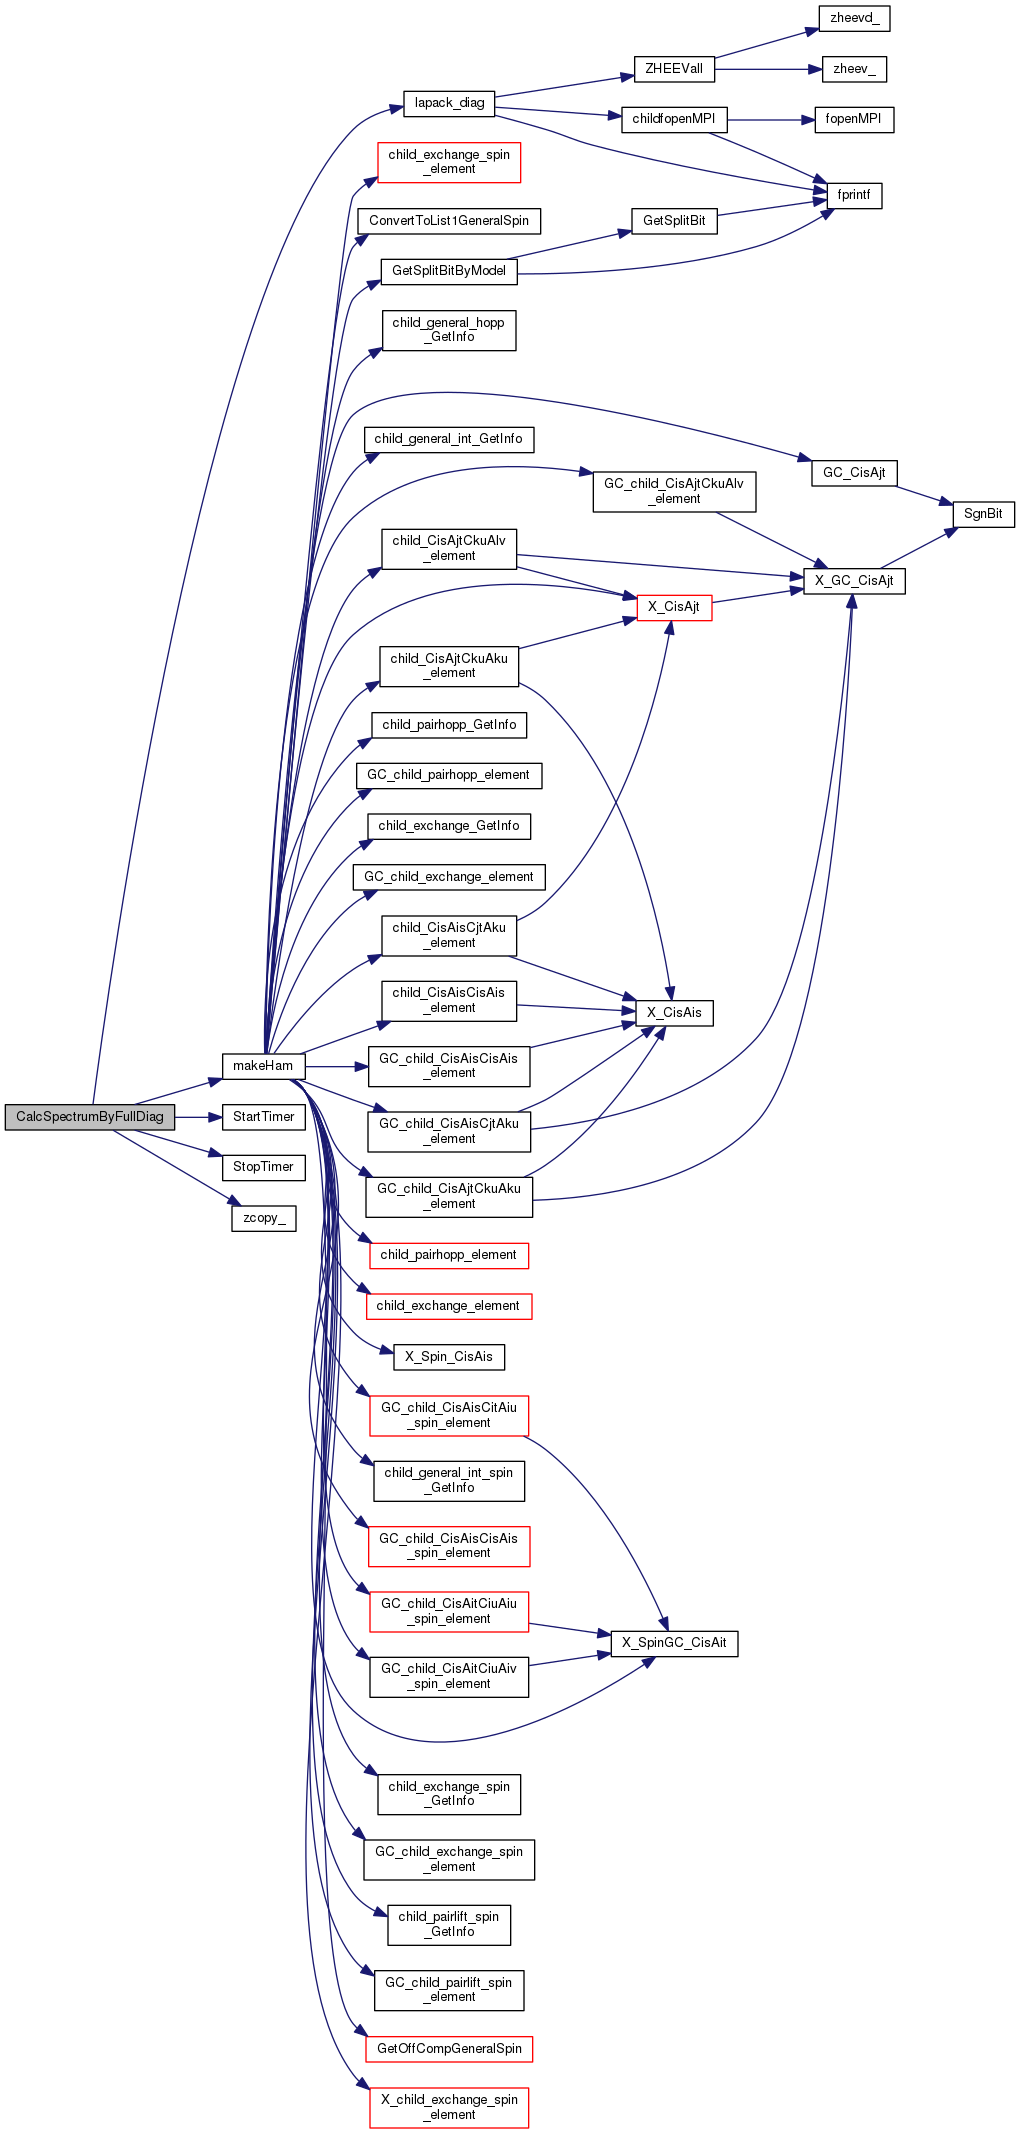 zheevd_
ZHEEVall
zheev_
lapack_diag
childfopenMPI
fopenMPI
child_exchange_spin
_element
fprintf
ConvertToList1GeneralSpin
GetSplitBit
GetSplitBitByModel
child_general_hopp
_GetInfo
child_general_int_GetInfo
GC_CisAjt
GC_child_CisAjtCkuAlv
_element
SgnBit
child_CisAjtCkuAlv
_element
X_GC_CisAjt
X_CisAjt
child_CisAjtCkuAku
_element
child_pairhopp_GetInfo
GC_child_pairhopp_element
child_exchange_GetInfo
GC_child_exchange_element
child_CisAisCjtAku
_element
child_CisAisCisAis
_element
X_CisAis
makeHam
GC_child_CisAisCisAis
_element
CalcSpectrumByFullDiag
StartTimer
GC_child_CisAisCjtAku
_element
StopTimer
GC_child_CisAjtCkuAku
_element
zcopy_
child_pairhopp_element
child_exchange_element
X_Spin_CisAis
GC_child_CisAisCitAiu
_spin_element
child_general_int_spin
_GetInfo
GC_child_CisAisCisAis
_spin_element
GC_child_CisAitCiuAiu
_spin_element
X_SpinGC_CisAit
GC_child_CisAitCiuAiv
_spin_element
child_exchange_spin
_GetInfo
GC_child_exchange_spin
_element
child_pairlift_spin
_GetInfo
GC_child_pairlift_spin
_element
GetOffCompGeneralSpin
X_child_exchange_spin
_element